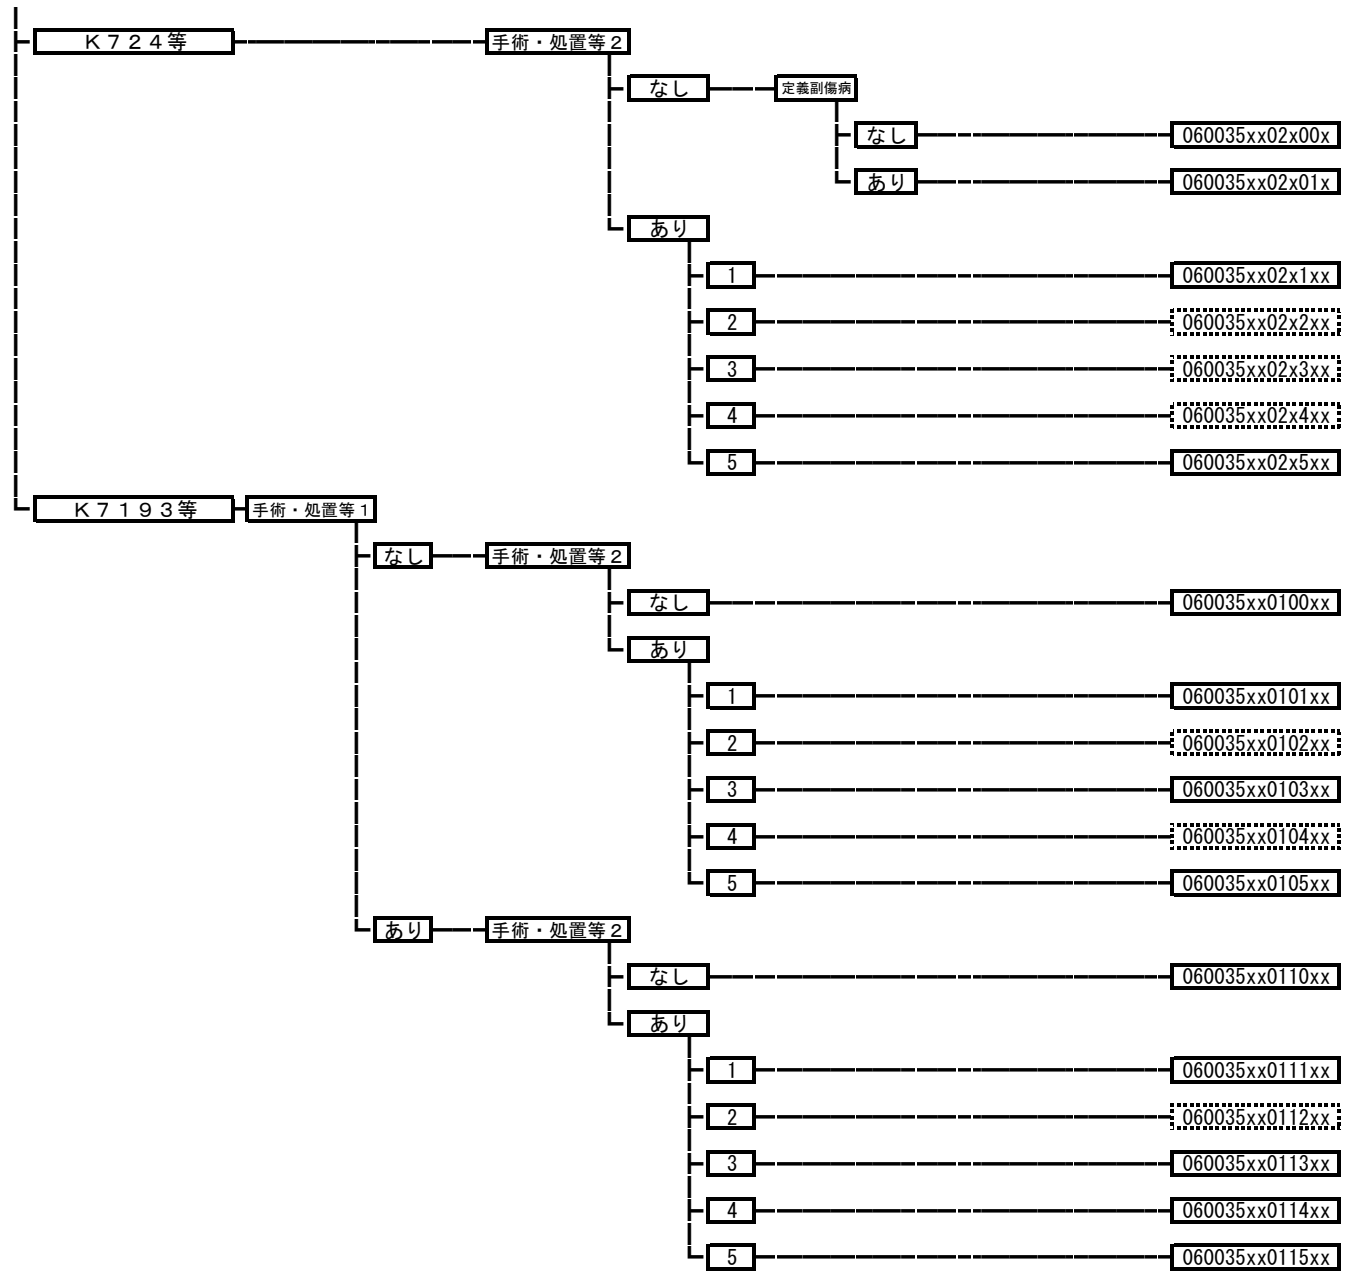 Ｋ７２４等 手術・処置等２
なし 定義副傷病
なし 060035xx02x00x
あり 060035xx02x01x
あり
1 060035xx02x1xx
2 060035xx02x2xx
3 060035xx02x3xx
4 060035xx02x4xx
5 060035xx02x5xx
Ｋ７１９３等 手術・処置等１
なし 手術・処置等２
なし 060035xx0100xx
あり
1 060035xx0101xx
2 060035xx0102xx
3 060035xx0103xx
4 060035xx0104xx
5 060035xx0105xx
あり 手術・処置等２
なし 060035xx0110xx
あり
1 060035xx0111xx
2 060035xx0112xx
3 060035xx0113xx
4 060035xx0114xx
5 060035xx0115xx